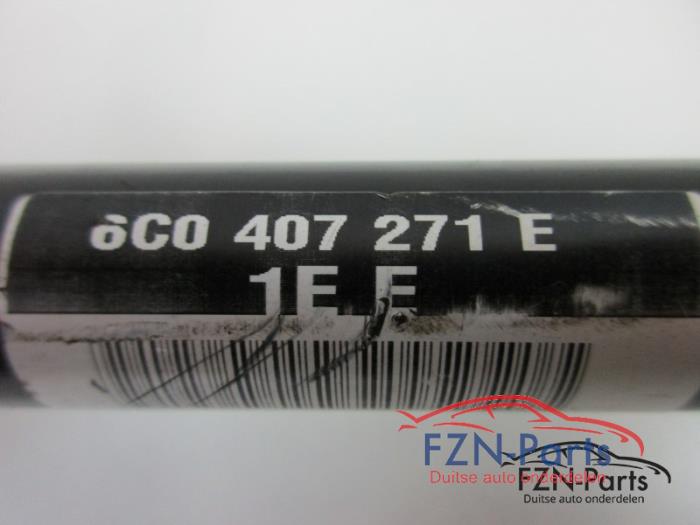 6C0 407 271 E
1E E
FZN-Parts
Duitse auto onderdelen
FZN-Parts
Duitse auto onderdelen